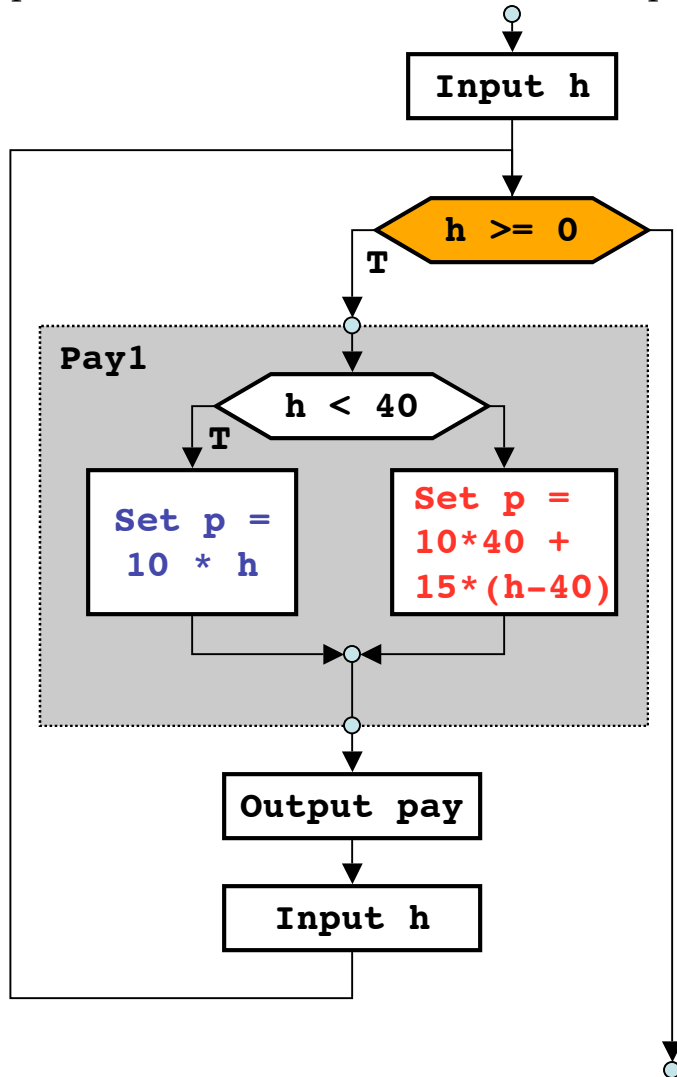 Input h
h >= 0
T
Pay1
h < 40
T
Set p =
10 * h
Set p =
10*40 +
15*(h-40)
Output pay
Input h